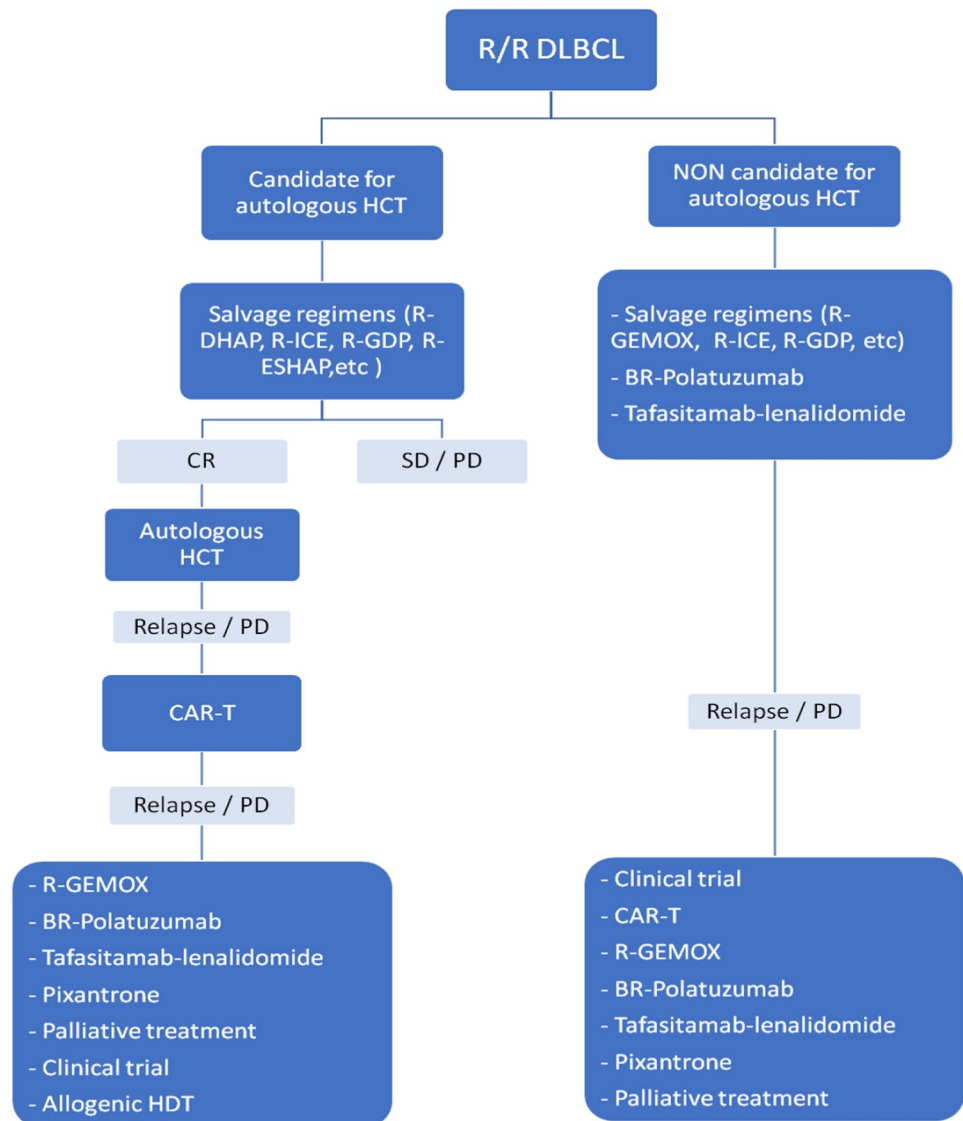 R/R DLBCL
Candidate for
autologous HCT
NON candidate for
autologous HCT
Salvage regimens (R-
DHAP, R-ICE, R-GDP, R-
ESHAP,etc )
- Salvage regimens (R-
GEMOX, R-ICE, R-GDP, etc)
- BR-Polatuzumab
- Tafasitamab-lenalidomide
CR
SD / PD
Autologous
HCT
Relapse / PD
CAR-T
Relapse / PD
Relapse / PD
- R-GEMOX
- BR-Polatuzumab
- Tafasitamab-lenalidomide
- Pixantrone
- Palliative treatment
- Clinical trial
- Allogenic HDT
- Clinical trial
- CAR-T
- R-GEMOX
- BR-Polatuzumab
- Tafasitamab-lenalidomide
- Pixantrone
- Palliative treatment